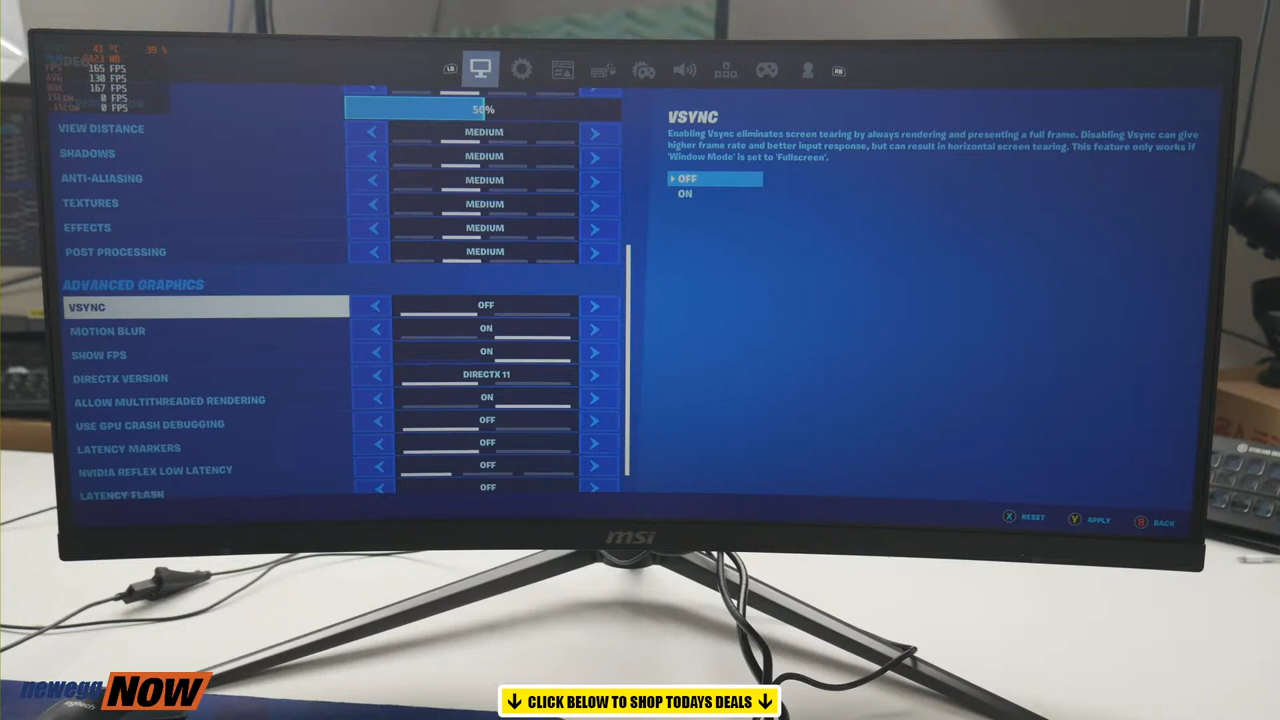 41 °C 39 %
165 FPS
AVG 130 FPS
167 FPS
0 FPS
0 FPS
LB
RB
50%
VIEW DISTANCE MEDIUM
SHADOWS MEDIUM
ANTI-ALIASING MEDIUM
TEXTURES MEDIUM
EFFECTS MEDIUM
POST PROCESSING MEDIUM
ADVANCED GRAPHICS
VSYNC OFF
MOTION BLUR ON
SHOW FPS ON
DIRECTX VERSION DIRECTX 11
ALLOW MULTITHREADED RENDERING ON
USE GPU CRASH DEBUGGING OFF
LATENCY MARKERS OFF
NVIDIA REFLEX LOW LATENCY OFF
LATENCY FLASH OFF
VSYNC
Enabling Vsync eliminates screen tearing by always rendering and presenting a full frame. Disabling Vsync can give
higher frame rate and better input response, but can result in horizontal screen tearing. This feature only works if
'Window Mode' is set to 'Fullscreen'.
OFF
ON
X RESET Y APPLY B BACK
msi
newegg NOW
CLICK BELOW TO SHOP TODAYS DEALS